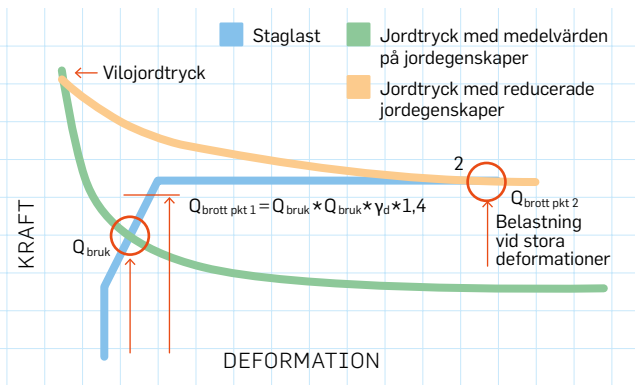 Staglast
Jordtryck med medelvärden
på jordegenskaper
Jordtryck med reducerade
jordegenskaper
Vilojordtryck
2
Qbrott pkt 1 = Qbruk * Qbruk * γd * 1,4
Qbrott pkt 2
Belastning
vid stora
deformationer
Qbruk
KRAFT
DEFORMATION